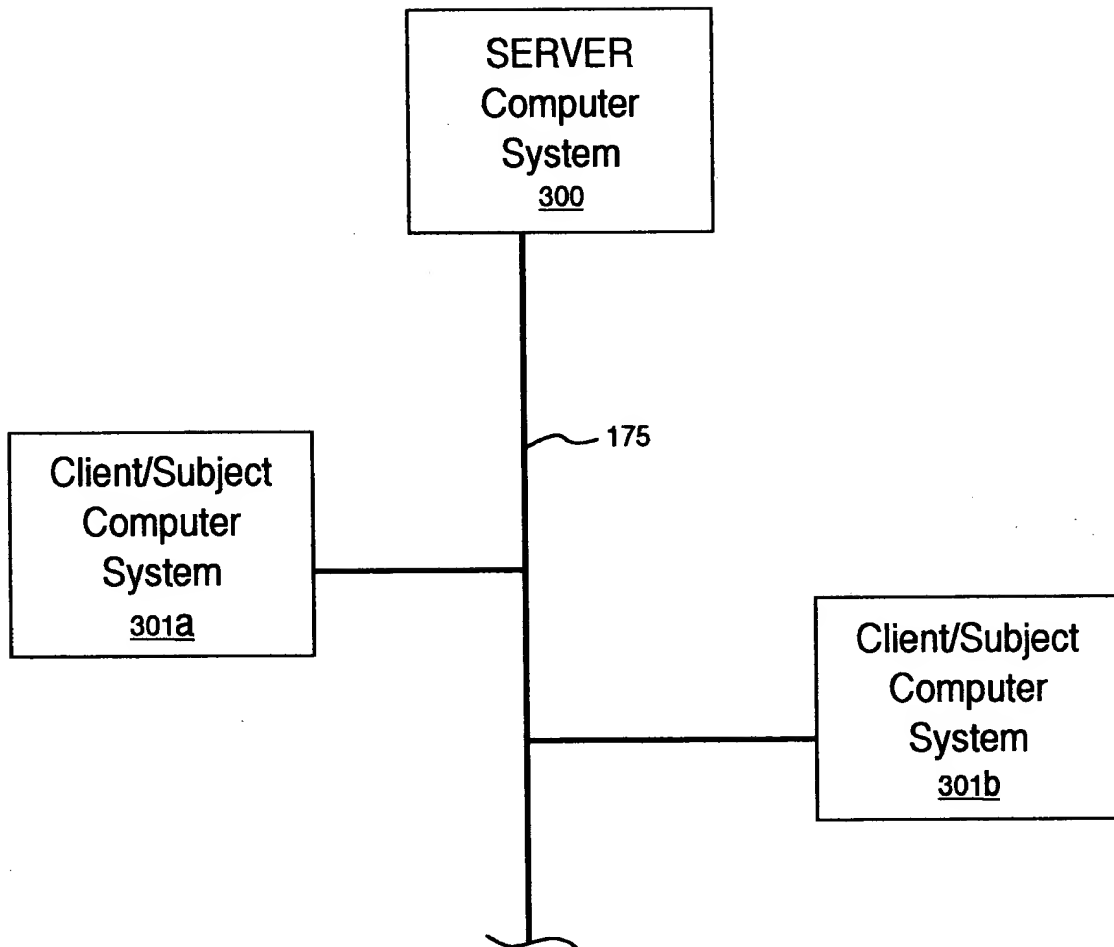 SERVER
Computer
System
300
175
Client/Subject
Computer
System
301a
Client/Subject
Computer
System
301b